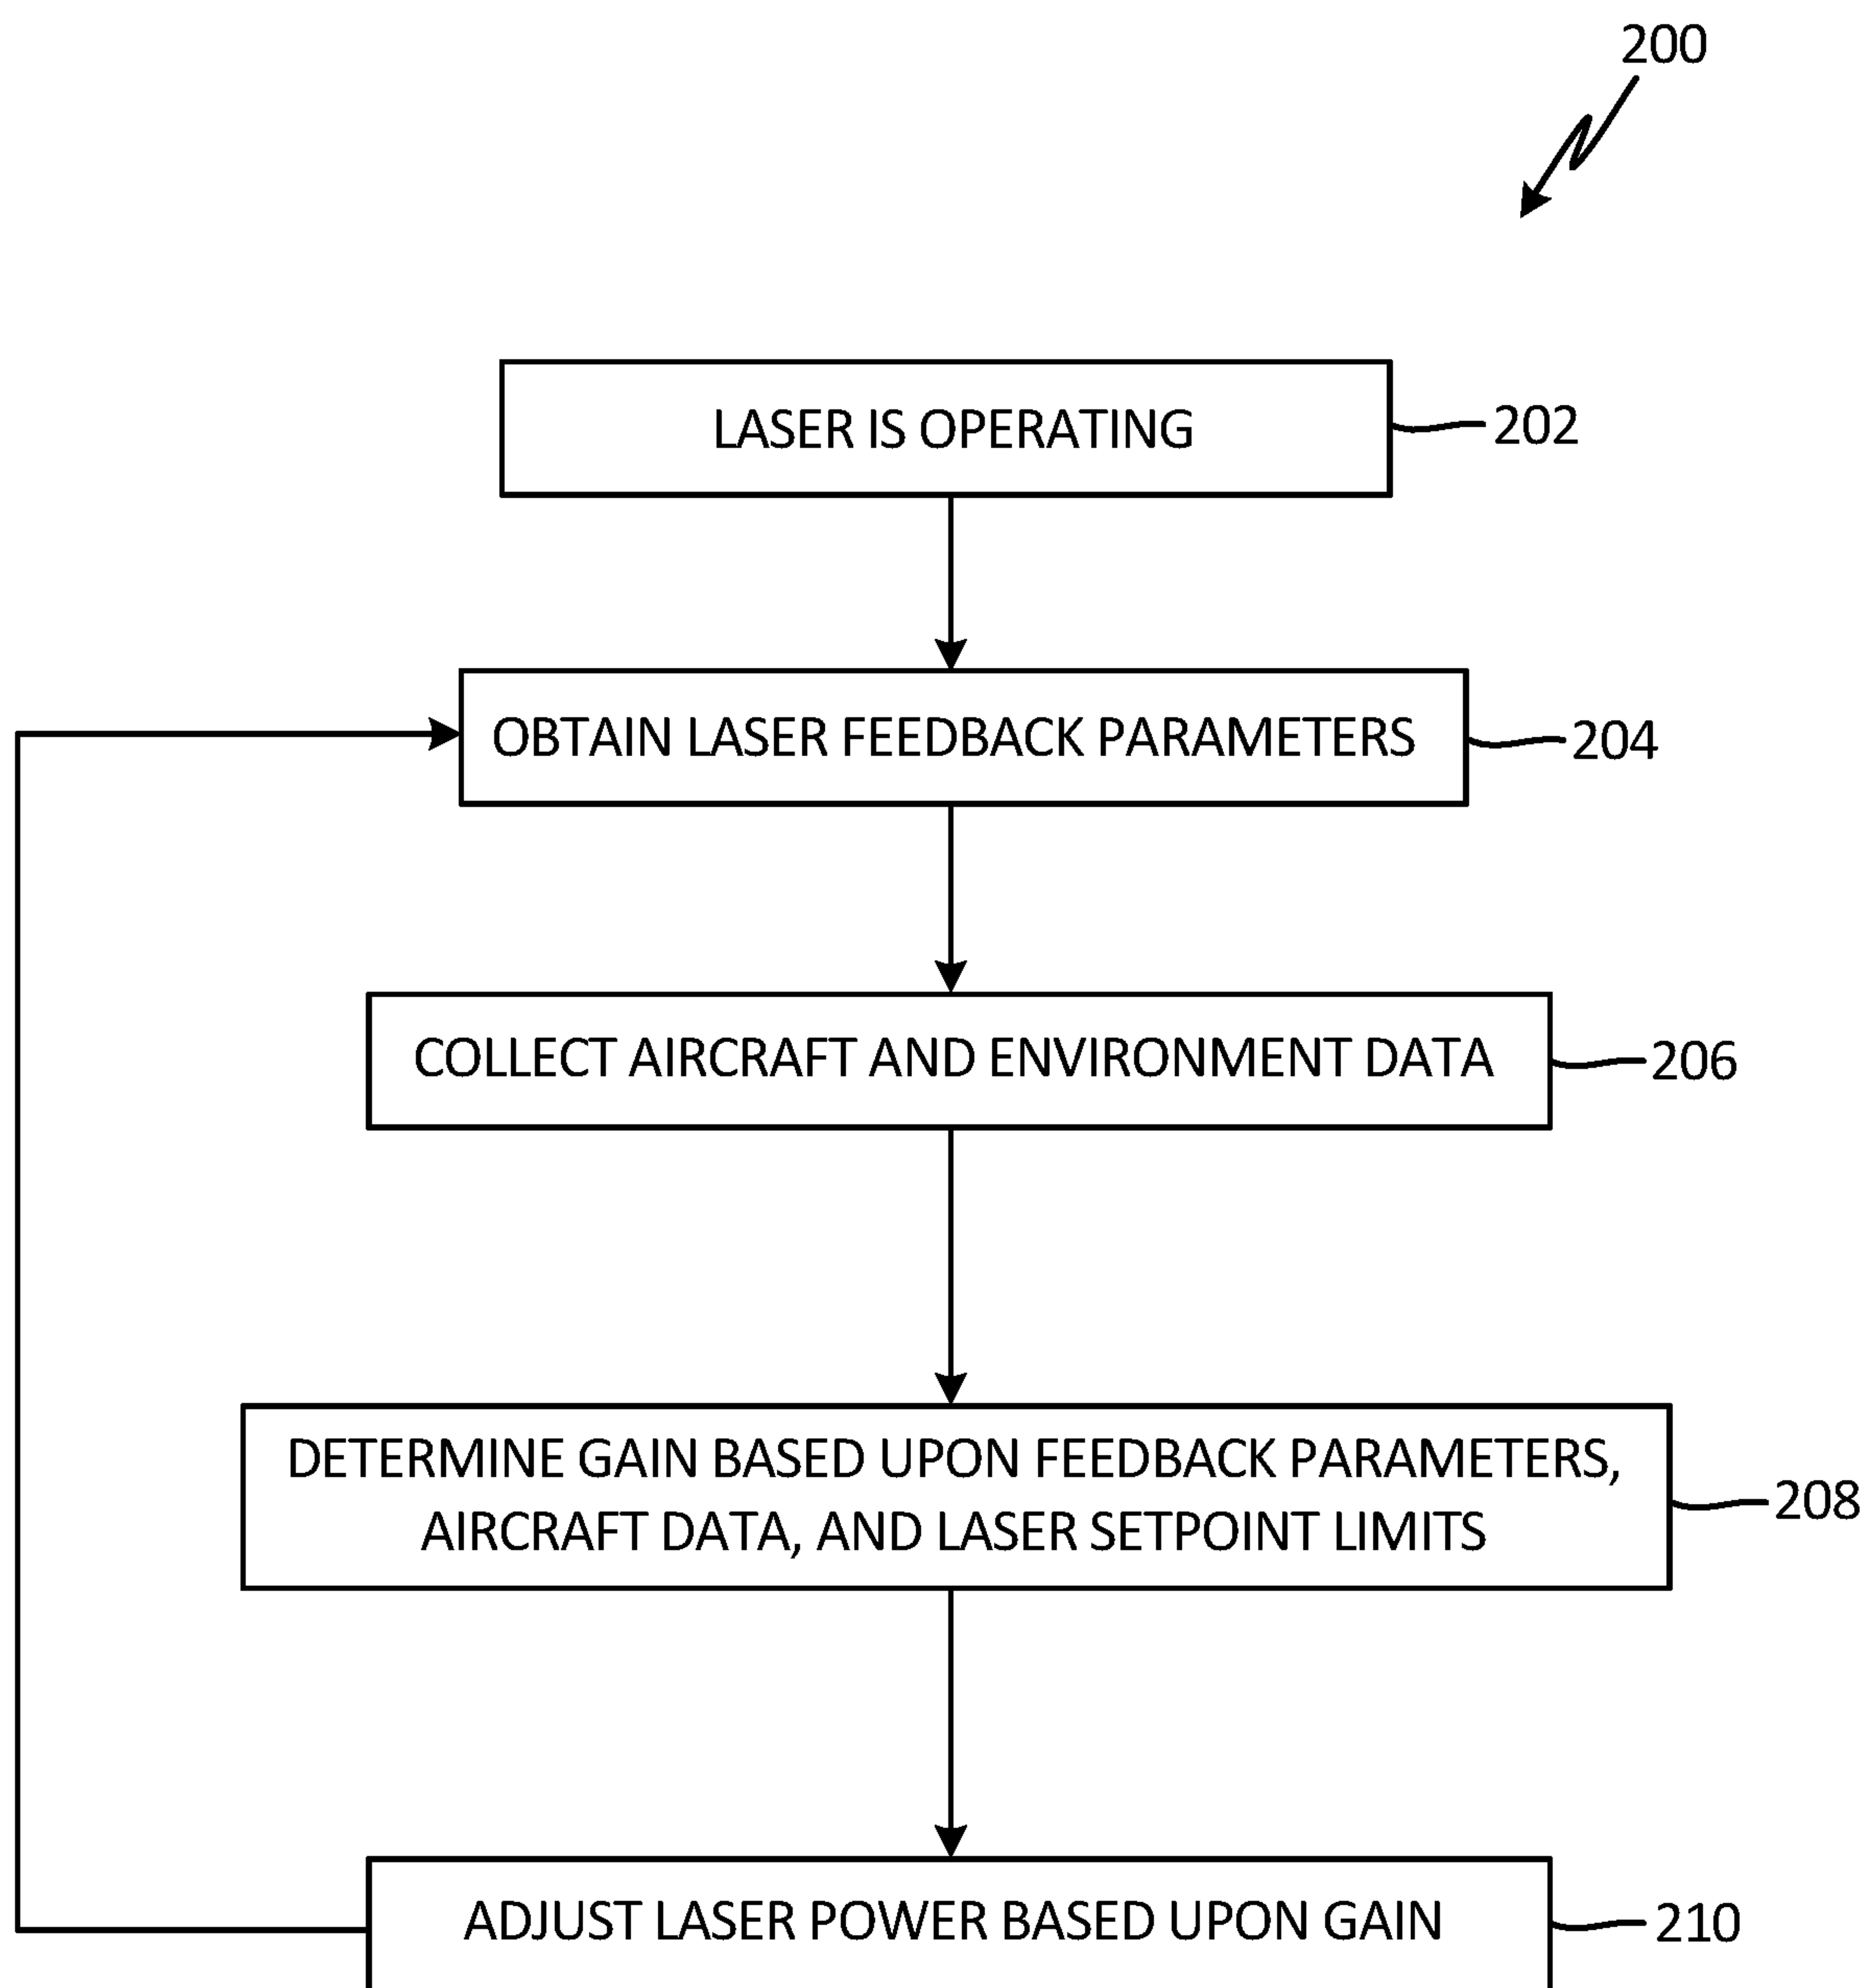 200
LASER IS OPERATING
202
OBTAIN LASER FEEDBACK PARAMETERS
204
COLLECT AIRCRAFT AND ENVIRONMENT DATA
206
DETERMINE GAIN BASED UPON FEEDBACK PARAMETERS,
AIRCRAFT DATA, AND LASER SETPOINT LIMITS
208
ADJUST LASER POWER BASED UPON GAIN
210